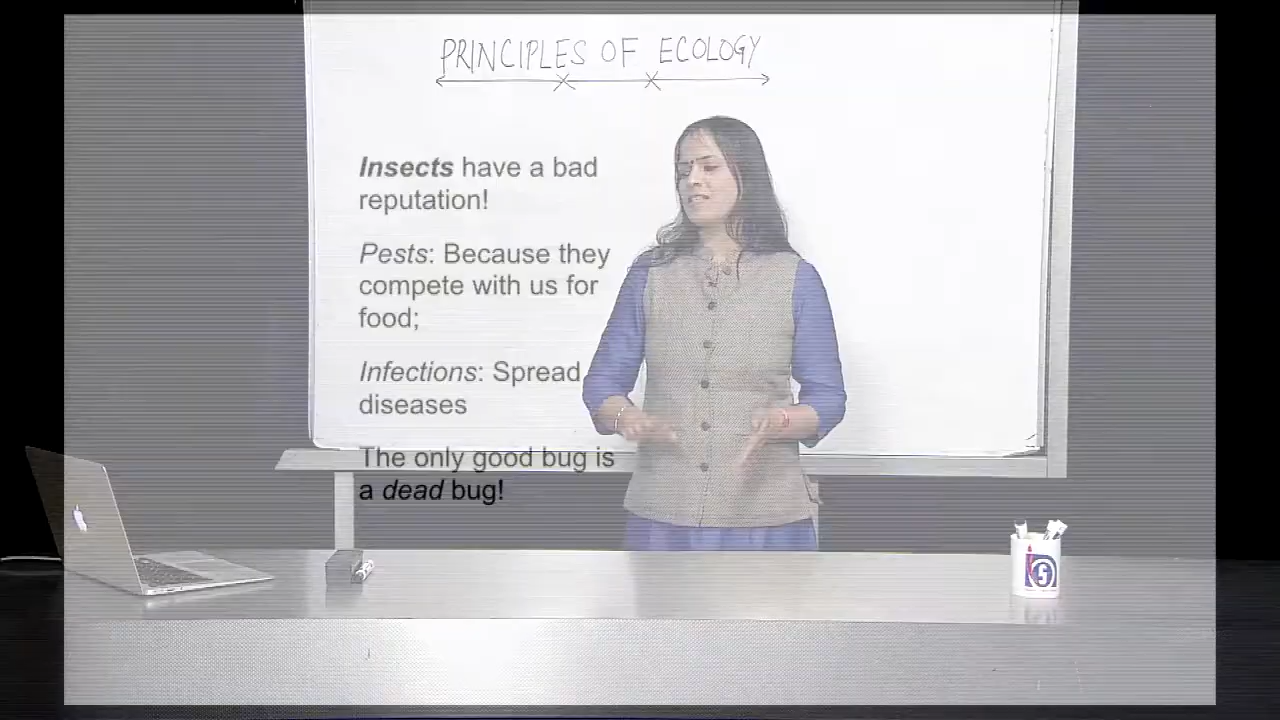 PRINCIPLES OF ECOLOGY
Insects have a bad
reputation!
Pests: Because they
compete with us for
food;
Infections: Spread
diseases
The only good bug is
a dead bug!